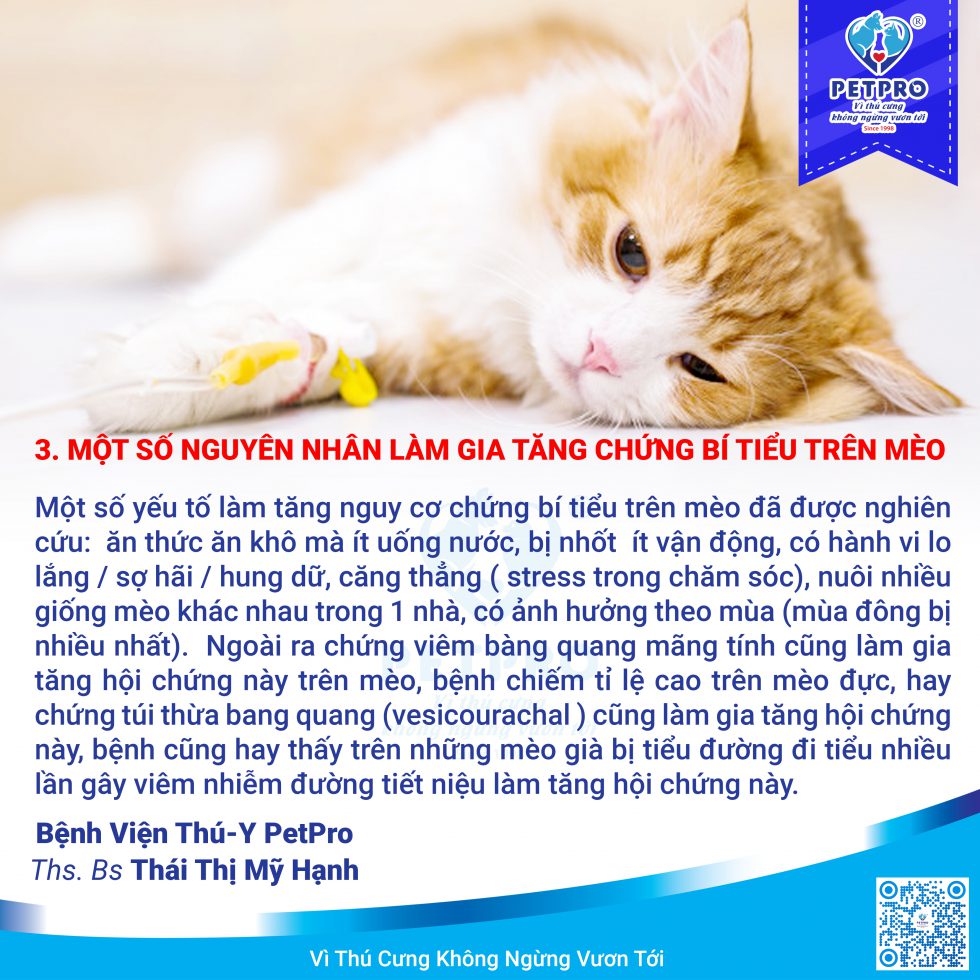 PETPRO
Vì thú cưng
không ngừng vươn tới
Since 1998
3. MỘT SỐ NGUYÊN NHÂN LÀM GIA TĂNG CHỨNG BÍ TIỂU TRÊN MÈO
Một số yếu tố làm tăng nguy cơ chứng bí tiểu trên mèo đã được nghiên
cứu:  ăn thức ăn khô mà ít uống nước, bị nhốt  ít vận động, có hành vi lo
lắng / sợ hãi / hung dữ, căng thẳng ( stress trong chăm sóc), nuôi nhiều
giống mèo khác nhau trong 1 nhà, có ảnh hưởng theo mùa (mùa đông bị
nhiều nhất).  Ngoài ra chứng viêm bàng quang mãng tính cũng làm gia
tăng hội chứng này trên mèo, bệnh chiếm tỉ lệ cao trên mèo đực, hay
chứng túi thừa bang quang (vesicourachal ) cũng làm gia tăng hội chứng
này, bệnh cũng hay thấy trên những mèo già bị tiểu đường đi tiểu nhiều
lần gây viêm nhiễm đường tiết niệu làm tăng hội chứng này.
PETPRO
Vì thú cưng
không ngừng vươn tới
Bệnh Viện Thú-Y PetPro
Ths. Bs Thái Thị Mỹ Hạnh
Vì Thú Cưng Không Ngừng Vươn Tới